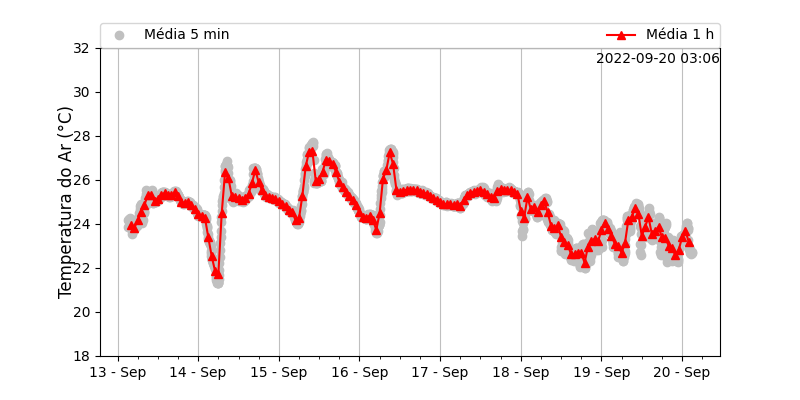 Média 5 min
Média 1 h
2022-09-20 03:06
Temperatura do Ar (°C)
32
30
28
26
24
22
20
18
13 - Sep
14 - Sep
15 - Sep
16 - Sep
17 - Sep
18 - Sep
19 - Sep
20 - Sep